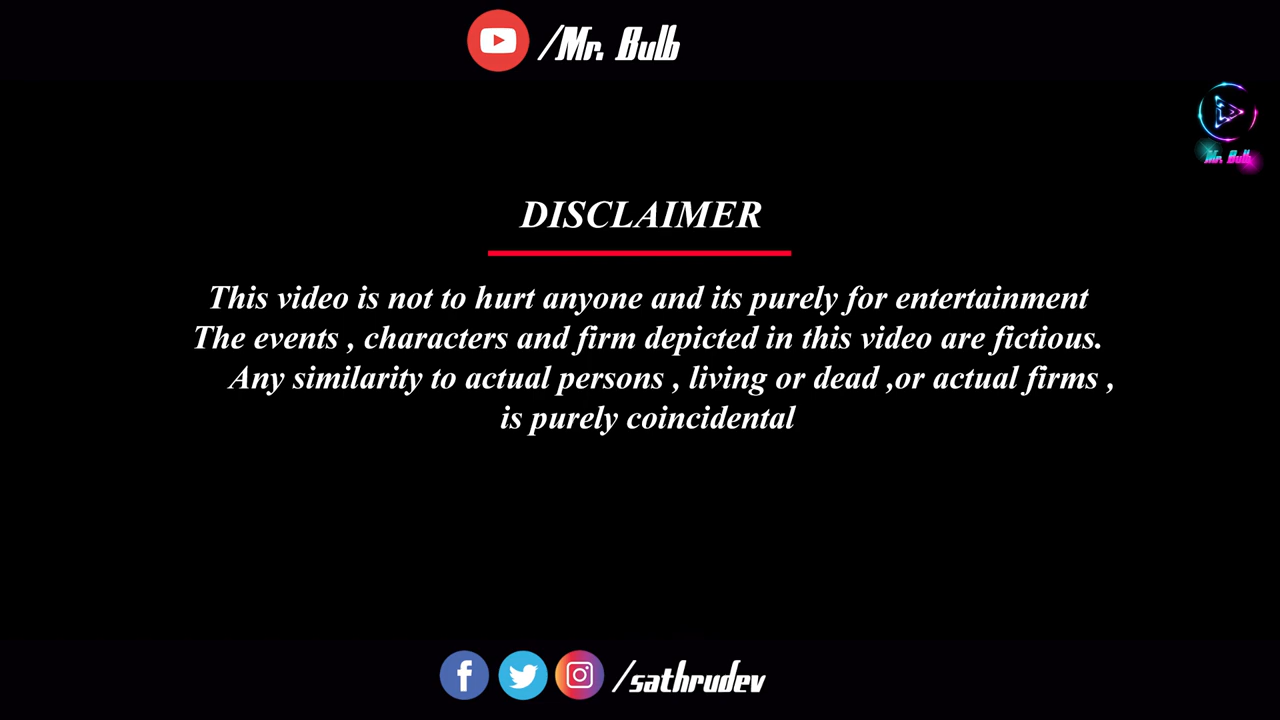 /Mr. Bulb
Mr. Bulb
DISCLAIMER
This video is not to hurt anyone and its purely for entertainment
The events , characters and firm depicted in this video are fictious.
Any similarity to actual persons , living or dead ,or actual firms ,
is purely coincidental
/sathrudev